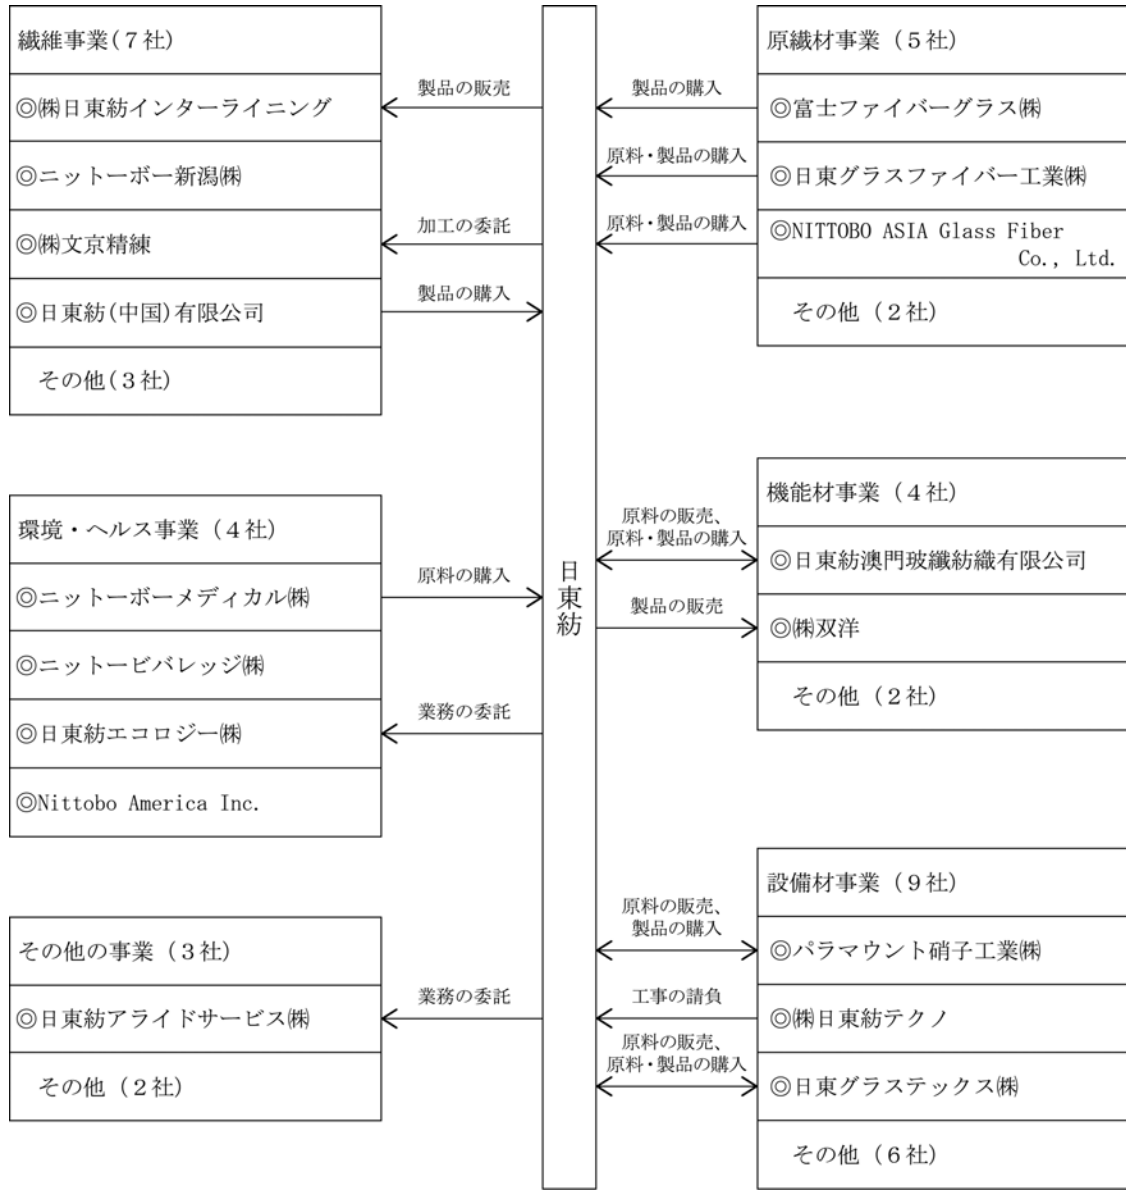 繊維事業(７社)
◎㈱日東紡インターライニング
◎ニットーボー新潟㈱
◎㈱文京精練
◎日東紡(中国)有限公司
その他(３社)
製品の販売
加工の委託
製品の購入
環境・ヘルス事業（４社）
◎ニットーボーメディカル㈱
◎ニットービバレッジ㈱
◎日東紡エコロジー㈱
◎Nittobo America Inc.
原料の購入
業務の委託
その他の事業（３社）
◎日東紡アライドサービス㈱
その他（２社）
業務の委託
日東紡
原繊材事業（５社）
◎富士ファイバーグラス㈱
◎日東グラスファイバー工業㈱
◎NITTOBO ASIA Glass Fiber
Co., Ltd.
その他（２社）
製品の購入
原料・製品の購入
原料・製品の購入
機能材事業（４社）
◎日東紡澳門玻纖紡織有限公司
◎㈱双洋
その他（２社）
原料の販売、
原料・製品の購入
製品の販売
設備材事業（９社）
◎パラマウント硝子工業㈱
◎㈱日東紡テクノ
◎日東グラステックス㈱
その他（６社）
原料の販売、
製品の購入
工事の請負
原料の販売、
原料・製品の購入